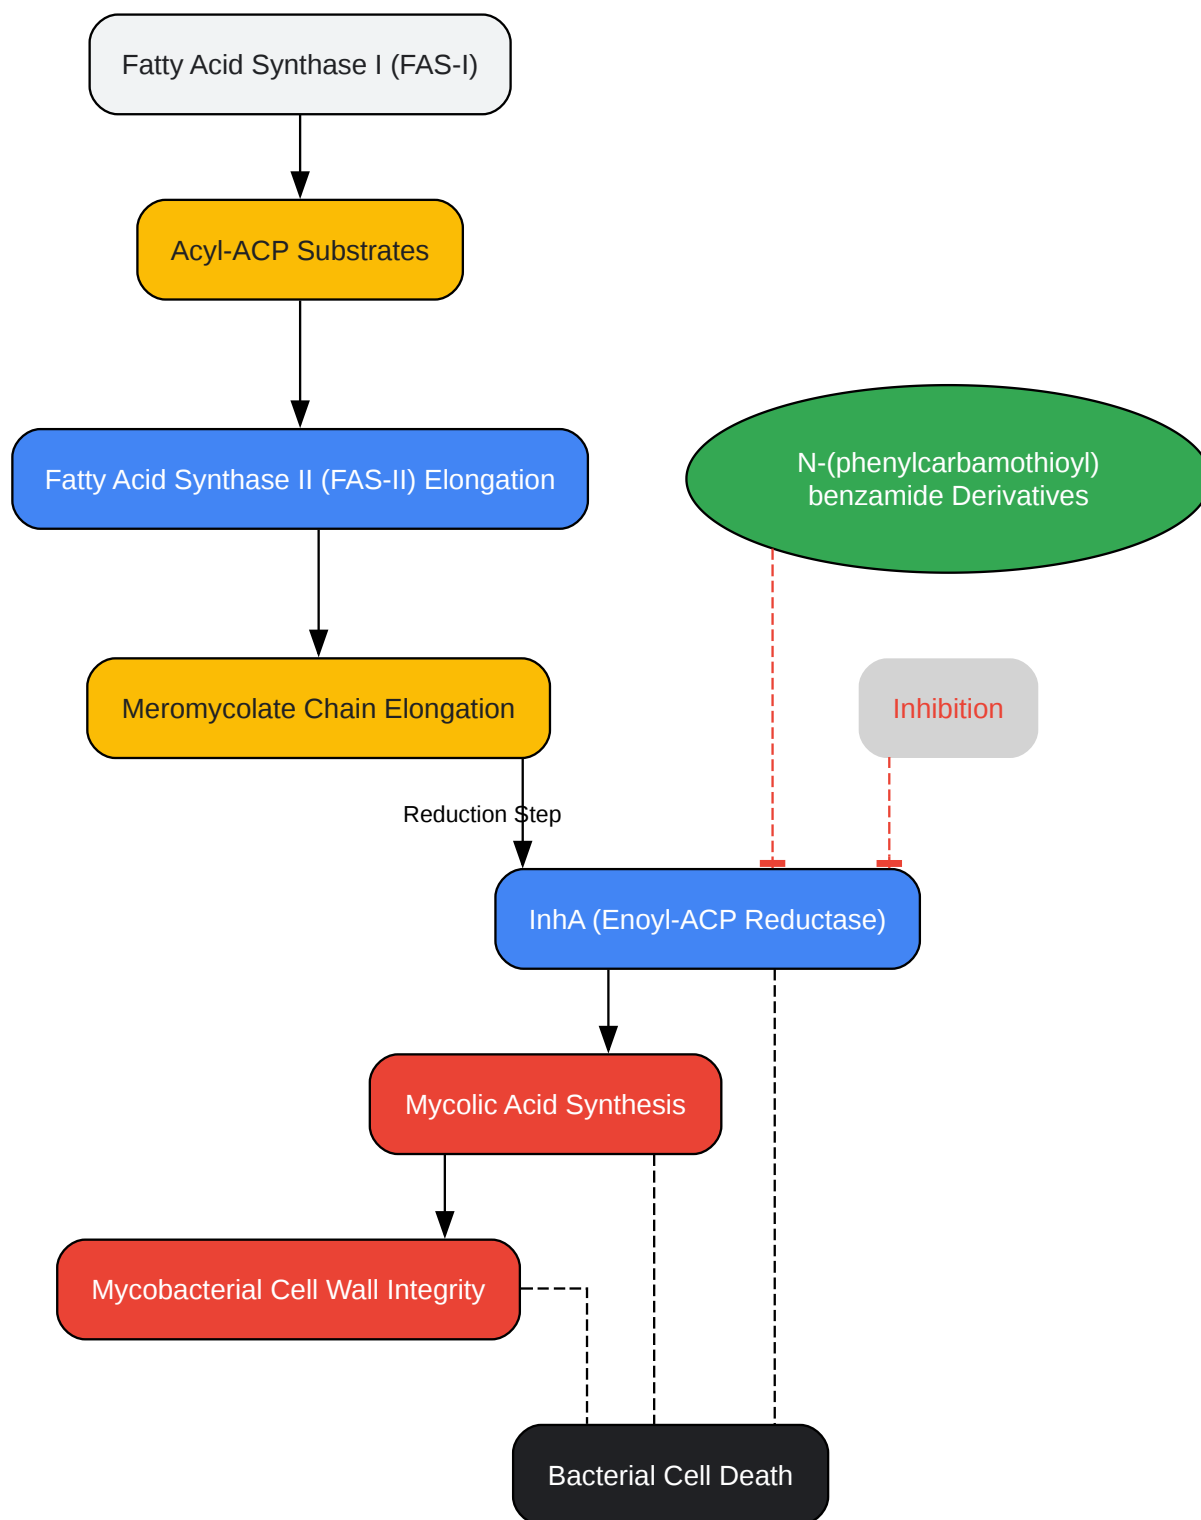 Fatty Acid Synthase I (FAS-I)
Acyl-ACP Substrates
Fatty Acid Synthase II (FAS-II) Elongation
N-(phenylcarbamothioyl)
benzamide Derivatives
Meromycolate Chain Elongation
Inhibition
Reduction Step
InhA (Enoyl-ACP Reductase)
Mycolic Acid Synthesis
Mycobacterial Cell Wall Integrity
Bacterial Cell Death